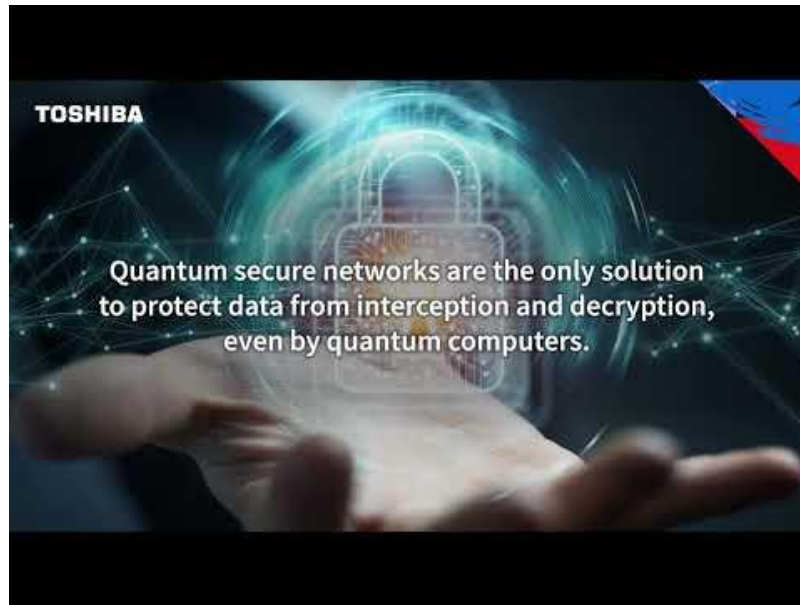 TOSHIBA
Quantum secure networks are the only solution
to protect data from interception and decryption,
even by quantum computers.